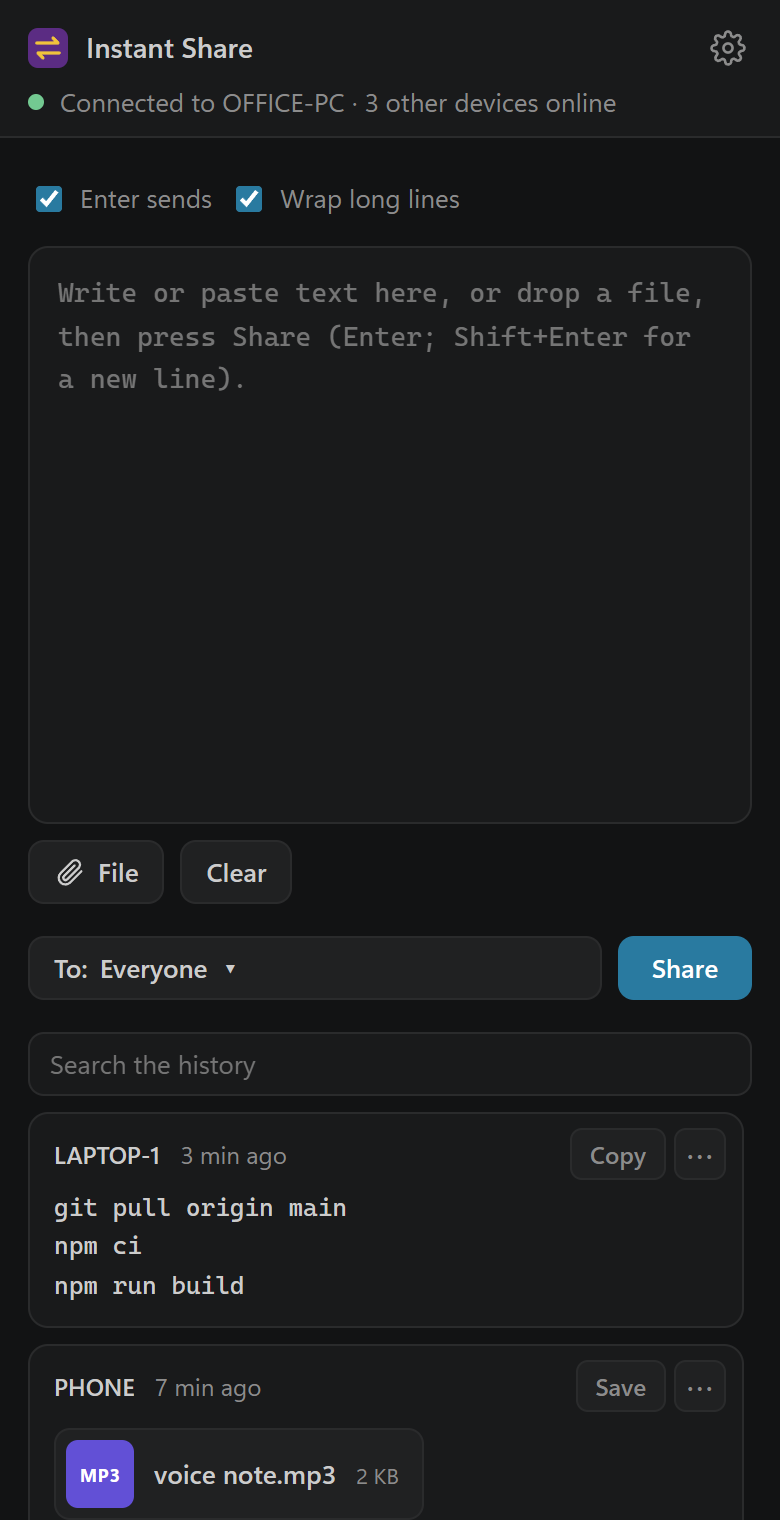 Instant Share
Connected to OFFICE-PC · 3 other devices online
Enter sends Wrap long lines
Write or paste text here, or drop a file,
then press Share (Enter; Shift+Enter for
a new line).
File Clear
To: Everyone ▼ Share
Search the history
LAPTOP-1 3 min ago Copy ···
git pull origin main
npm ci
npm run build
PHONE 7 min ago Save ···
MP3 voice note.mp3 2 KB